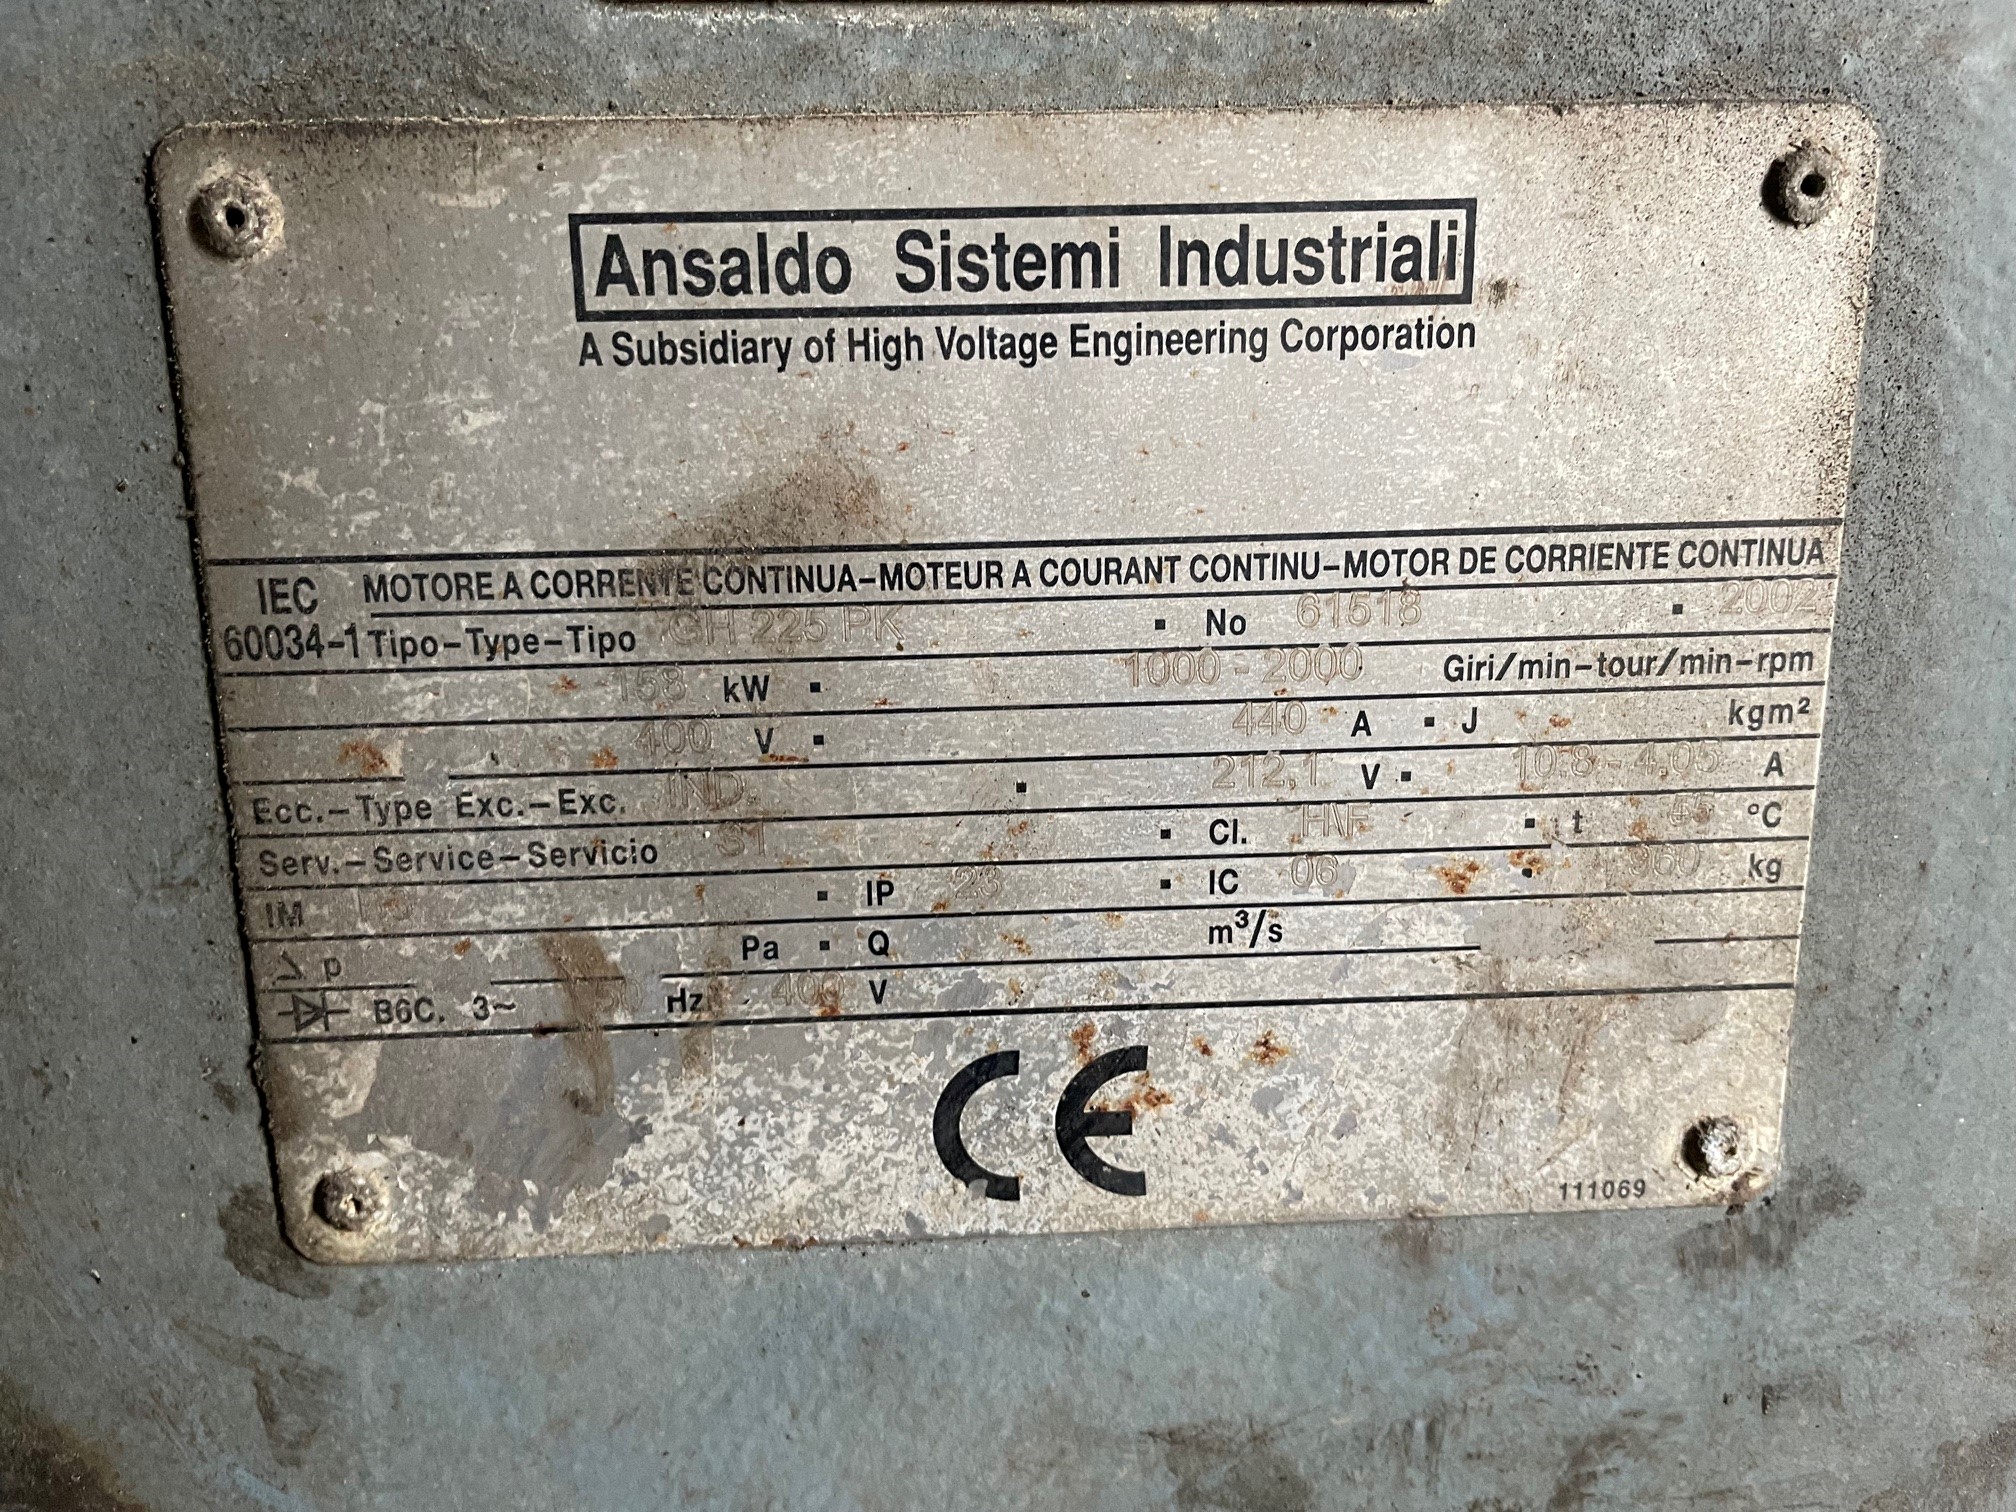 Ansaldo Sistemi Industriali
A Subsidiary of High Voltage Engineering Corporation
IEC MOTORE A CORRENTE CONTINUA-MOTEUR A COURANT CONTINU-MOTOR DE CORRIENTE CONTINUA
60034-1 Tipo-Type-Tipo GH 225 PK ▪ No 61518 ▪ 2002
158 kW ▪ 1000 - 2000 Giri/min-tour/min-rpm
400 V ▪ 440 A ▪ J kgm²
Ecc.-Type Exc.-Exc. IND. ▪ 212,1 V ▪ 10.8 - 4.05 A
Serv.-Service-Servicio S1 ▪ Cl. H\F ▪ t 45 °C
IM ▪ IP 23 ▪ IC 06 ▪ 960 kg
p Pa ▪ Q m³/s
B6C. 3~ 50 Hz 400 V
CE
111069